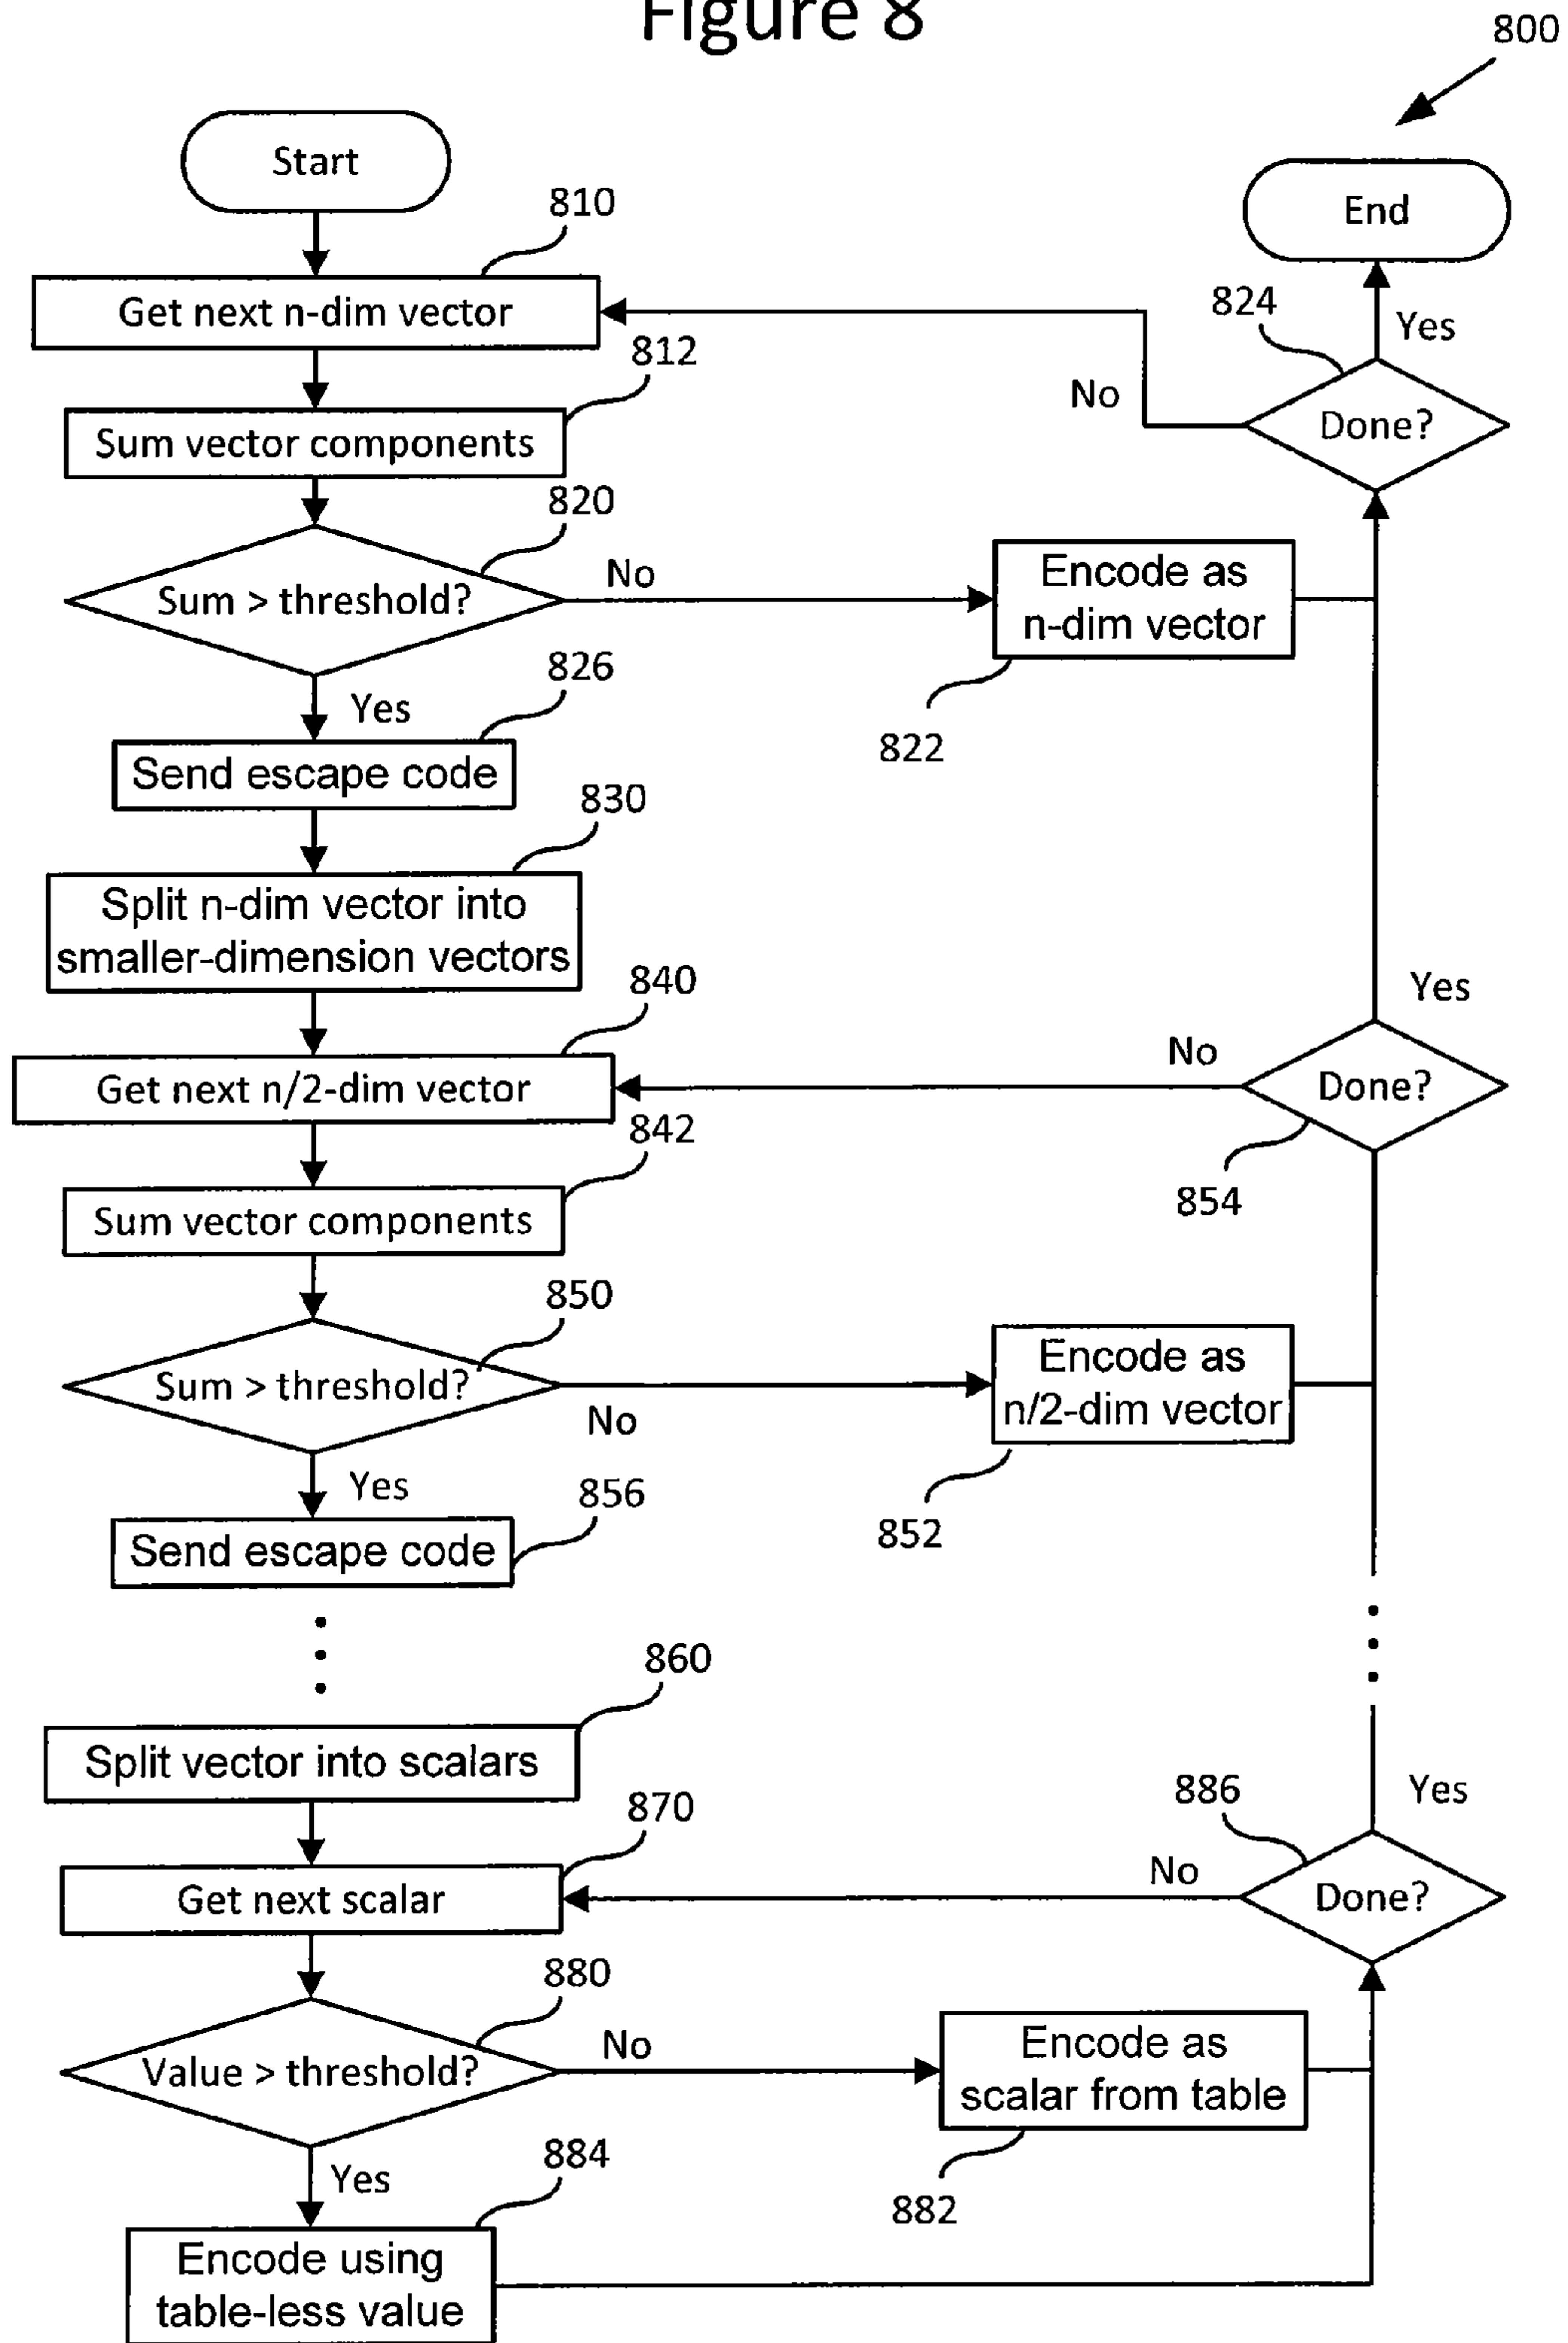 Figure 8
800
Start
End
810
Get next n-dim vector
824
Yes
812
No
Done?
Sum vector components
820
Sum > threshold?
No
Encode as
n-dim vector
826
Yes
822
Send escape code
830
Split n-dim vector into
smaller-dimension vectors
840
Yes
No
Get next n/2-dim vector
Done?
842
854
Sum vector components
850
Sum > threshold?
No
Encode as
n/2-dim vector
Yes
856
852
Send escape code
860
Split vector into scalars
886
Yes
870
No
Get next scalar
Done?
880
No
Value > threshold?
Encode as
scalar from table
884
Yes
882
Encode using
table-less value